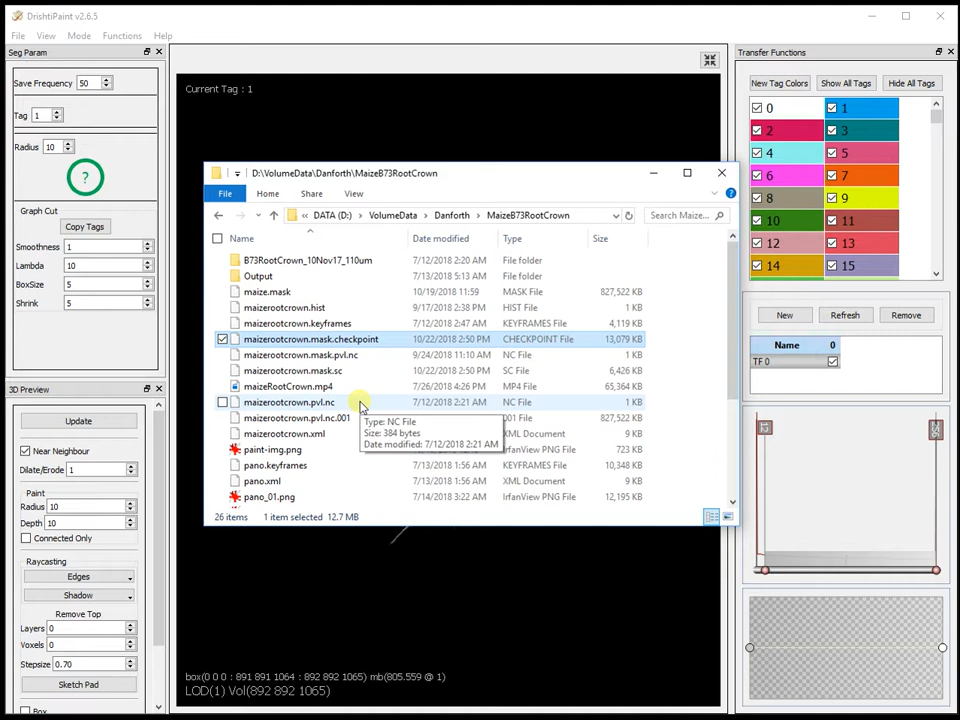 DrishtiPaint v2.6.5
File View Mode Functions Help
Seg Param
Save Frequency 50
Tag 1
Radius 10
?
Graph Cut
Copy Tags
Smoothness 1
Lambda 10
BoxSize 5
Shrink 5
3D Preview
Update
Near Neighbour
Dilate/Erode 1
Paint
Radius 10
Depth 10
Connected Only
Raycasting
Edges
Shadow
Remove Top
Layers 0
Voxels 0
Stepsize 0.70
Sketch Pad
Box
Current Tag : 1
D:\VolumeData\Danforth\MaizeB73RootCrown
File Home Share View
DATA (D:) VolumeData Danforth MaizeB73RootCrown Search Maize...
Name Date modified Type Size
B73RootCrown_10Nov17_110um 7/12/2018 2:20 AM File folder
Output 7/13/2018 5:13 AM File folder
maize.mask 10/19/2018 11:59 MASK File 827,522 KB
maizerootcrown.hist 9/17/2018 2:38 PM HIST File 1 KB
maizerootcrown.keyframes 7/12/2018 2:47 AM KEYFRAMES File 4,119 KB
maizerootcrown.mask.checkpoint 10/22/2018 2:50 PM CHECKPOINT File 13,079 KB
maizerootcrown.mask.pvl.nc 9/24/2018 11:10 AM NC File 1 KB
maizerootcrown.mask.sc 10/22/2018 2:50 PM SC File 6,426 KB
maizeRootCrown.mp4 7/26/2018 4:26 PM MP4 File 65,364 KB
maizerootcrown.pvl.nc 7/12/2018 2:21 AM NC File 1 KB
maizerootcrown.pvl.nc.001 001 File 827,522 KB
maizerootcrown.xml XML Document 9 KB
paint-img.png IrfanView PNG File 723 KB
pano.keyframes 7/13/2018 1:56 AM KEYFRAMES File 10,348 KB
pano.xml 7/13/2018 1:56 AM XML Document 9 KB
pano_01.png 7/14/2018 3:22 AM IrfanView PNG File 12,195 KB
Type: NC File
Size: 384 bytes
Date modified: 7/12/2018 2:21 AM
26 items 1 item selected 12.7 MB
box(0 0 0 : 891 891 1064 : 892 892 1065) mb(805.559 @ 1)
LOD(1) Vol(892 892 1065)
Transfer Functions
New Tag Colors Show All Tags Hide All Tags
0 1
2 3
4 5
6 7
8 9
10 11
12 13
14 15
New Refresh Remove
Name 0
TF 0